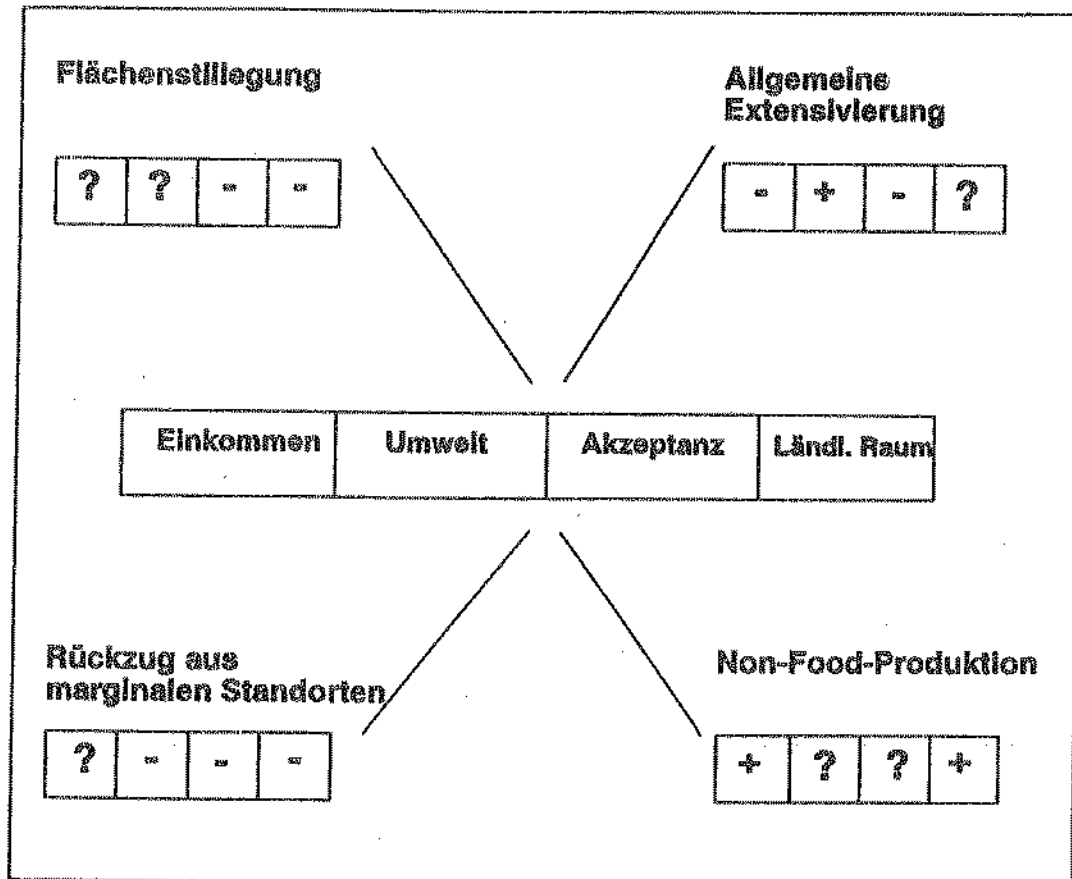 Flächenstillegung
? ? - -
Allgemeine
Extensivierung
- + - ?
Einkommen Umwelt Akzeptanz Ländl. Raum
Rückzug aus
marginalen Standorten
? - - -
Non-Food-Produktion
+ ? ? +